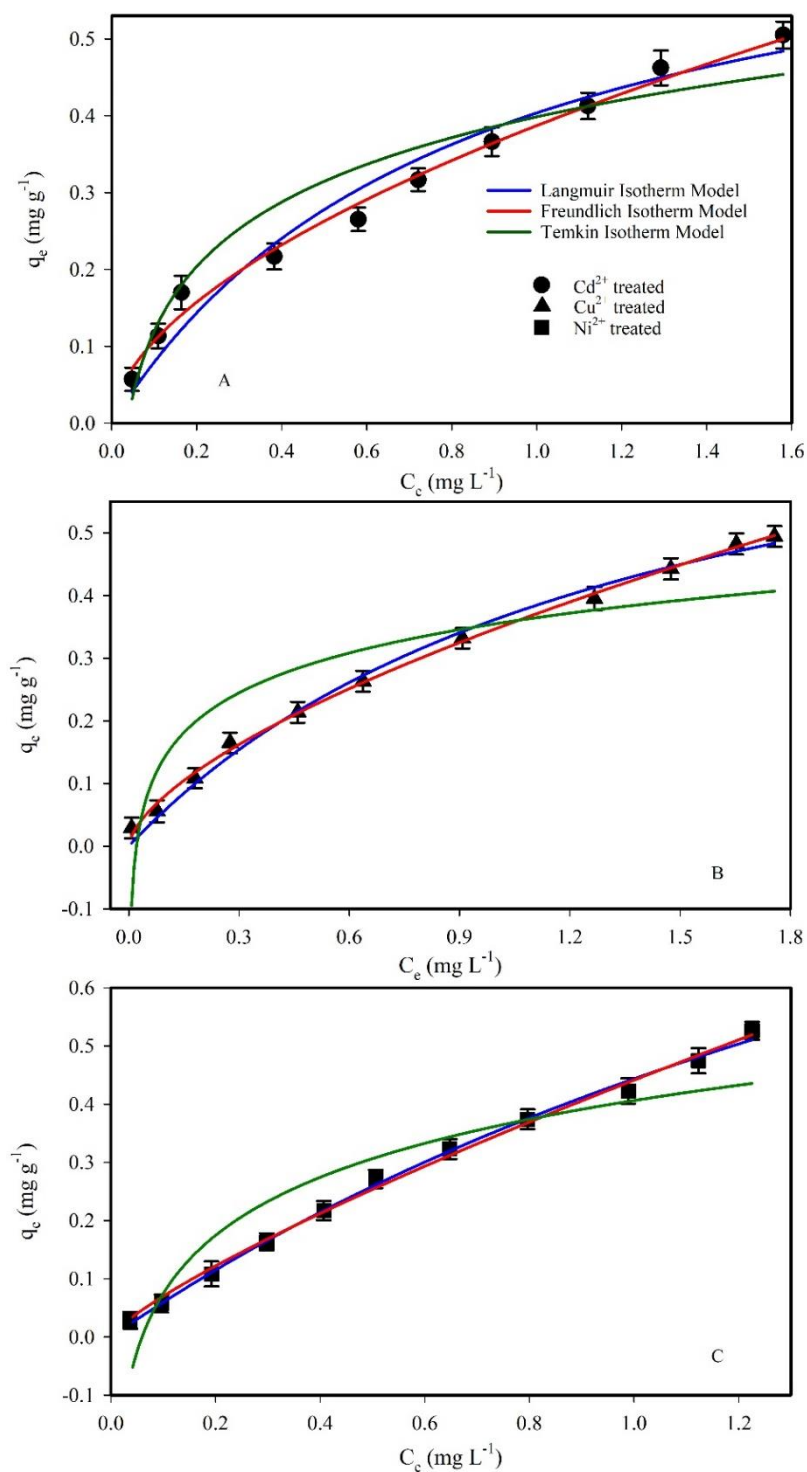 0.5
0.4
0.3
0.2
0.1
0.0
qe (mg g-1)
Langmuir Isotherm Model
Freundlich Isotherm Model
Temkin Isotherm Model
Cd2+ treated
Cu2+ treated
Ni2+ treated
A
0.0 0.2 0.4 0.6 0.8 1.0 1.2 1.4 1.6
Ce (mg L-1)
0.5
0.4
0.3
0.2
0.1
0.0
-0.1
qe (mg g-1)
B
0.0 0.3 0.6 0.9 1.2 1.5 1.8
Ce (mg L-1)
0.6
0.5
0.4
0.3
0.2
0.1
0.0
-0.1
qe (mg g-1)
C
0.0 0.2 0.4 0.6 0.8 1.0 1.2
Ce (mg L-1)